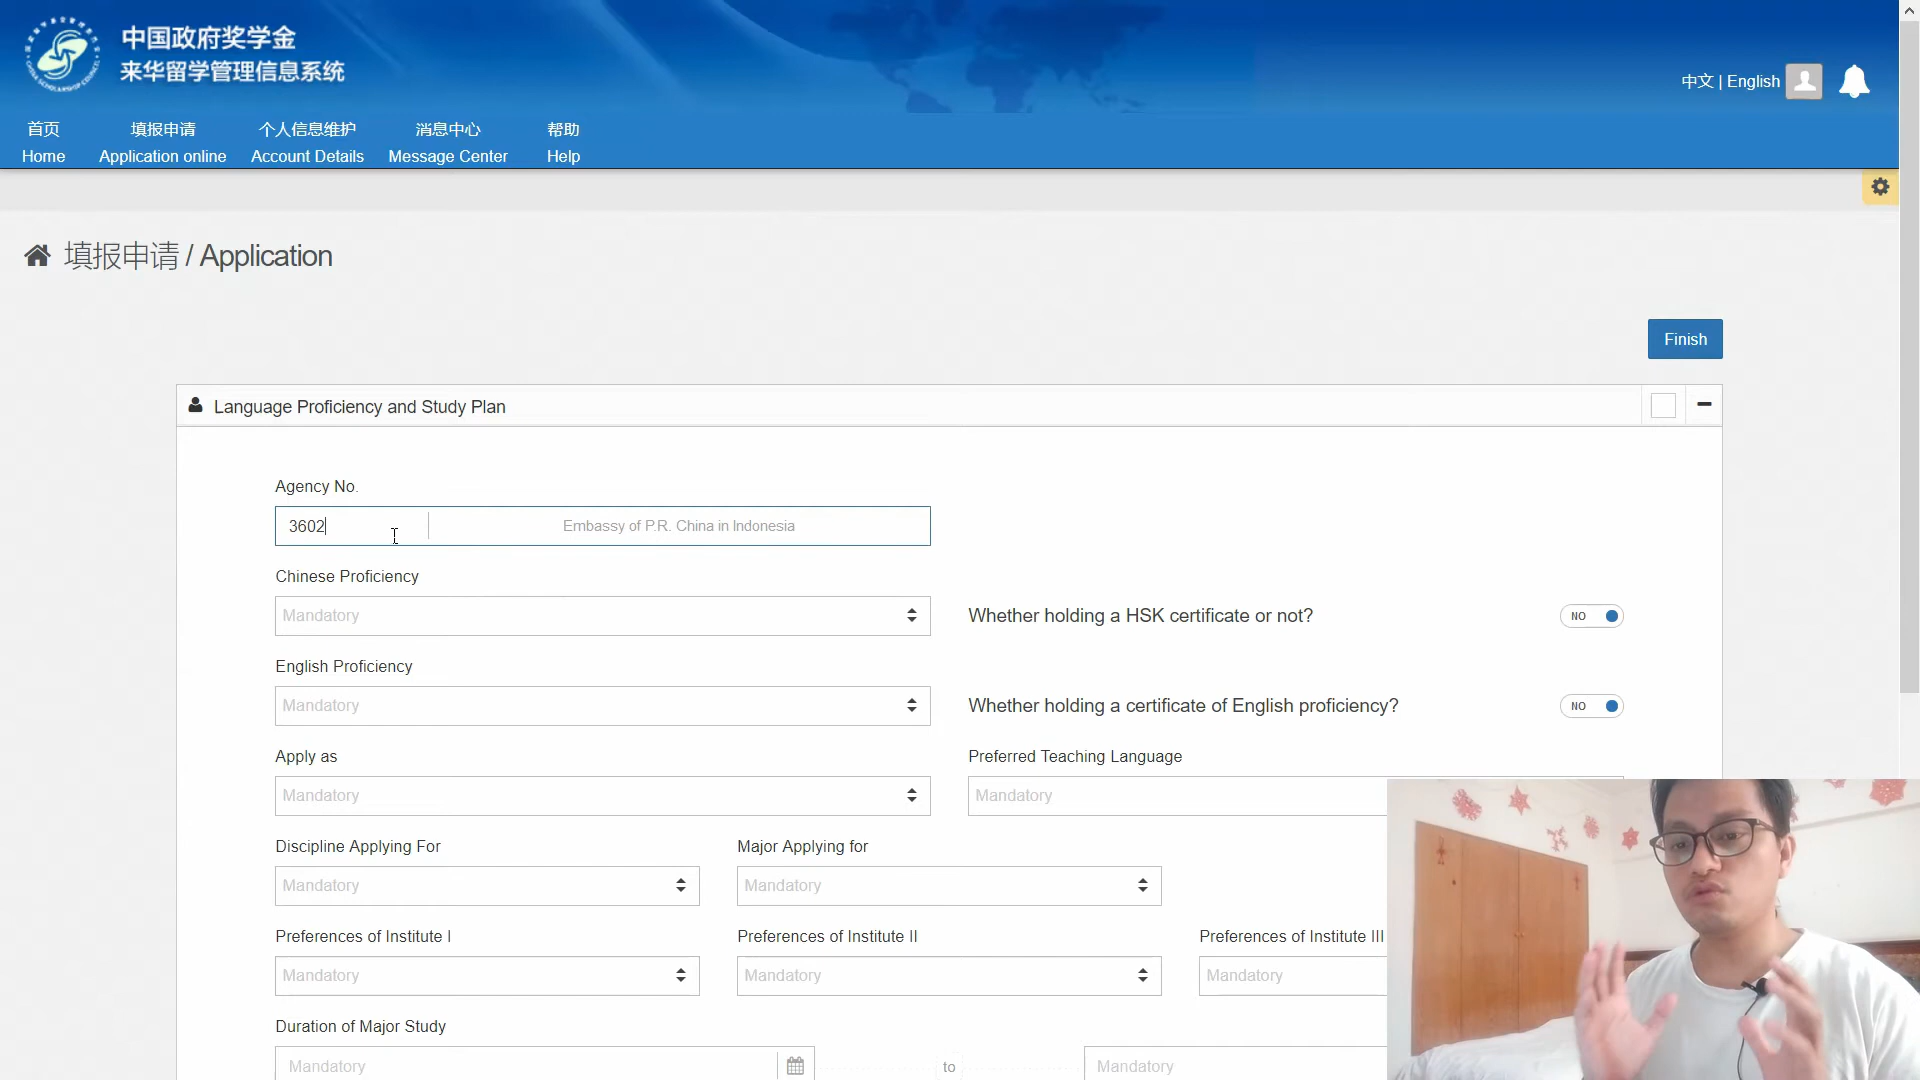 中国政府奖学金
来华留学管理信息系统
中文 | English
首页 填报申请 个人信息维护 消息中心 帮助
Home Application online Account Details Message Center Help
填报申请 / Application
Finish
Language Proficiency and Study Plan
Agency No.
3602 Embassy of P.R. China in Indonesia
Chinese Proficiency
Mandatory Whether holding a HSK certificate or not? NO
English Proficiency
Mandatory Whether holding a certificate of English proficiency? NO
Apply as Preferred Teaching Language
Mandatory Mandatory
Discipline Applying For Major Applying for
Mandatory Mandatory
Preferences of Institute I Preferences of Institute II Preferences of Institute III
Mandatory Mandatory Mandatory
Duration of Major Study
Mandatory to Mandatory